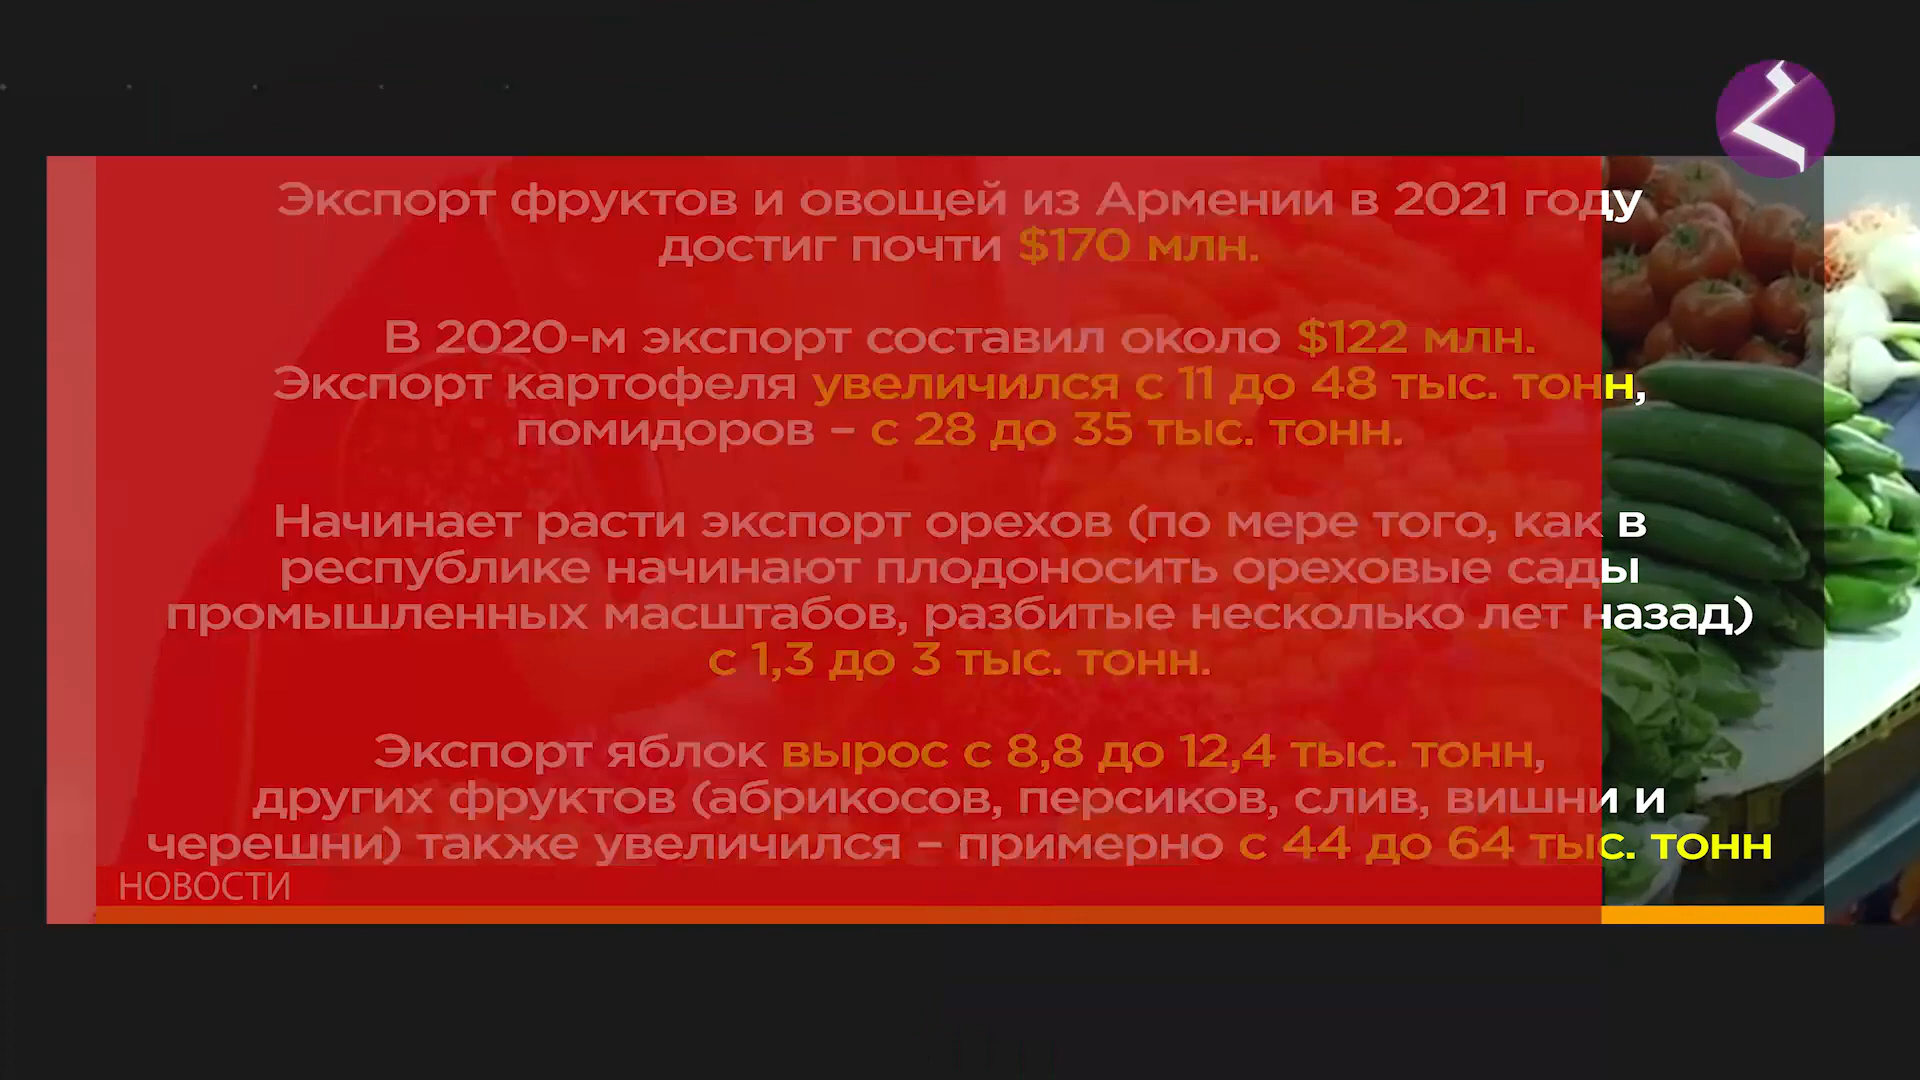 Экспорт фруктов и овощей из Армении в 2021 году
достиг почти $170 млн.
В 2020-м экспорт составил около $122 млн.
Экспорт картофеля увеличился с 11 до 48 тыс. тонн,
помидоров – с 28 до 35 тыс. тонн.
Начинает расти экспорт орехов (по мере того, как в
республике начинают плодоносить ореховые сады
промышленных масштабов, разбитые несколько лет назад)
с 1,3 до 3 тыс. тонн.
Экспорт яблок вырос с 8,8 до 12,4 тыс. тонн,
других фруктов (абрикосов, персиков, слив, вишни и
черешни) также увеличился – примерно с 44 до 64 тыс. тонн
НОВОСТИ